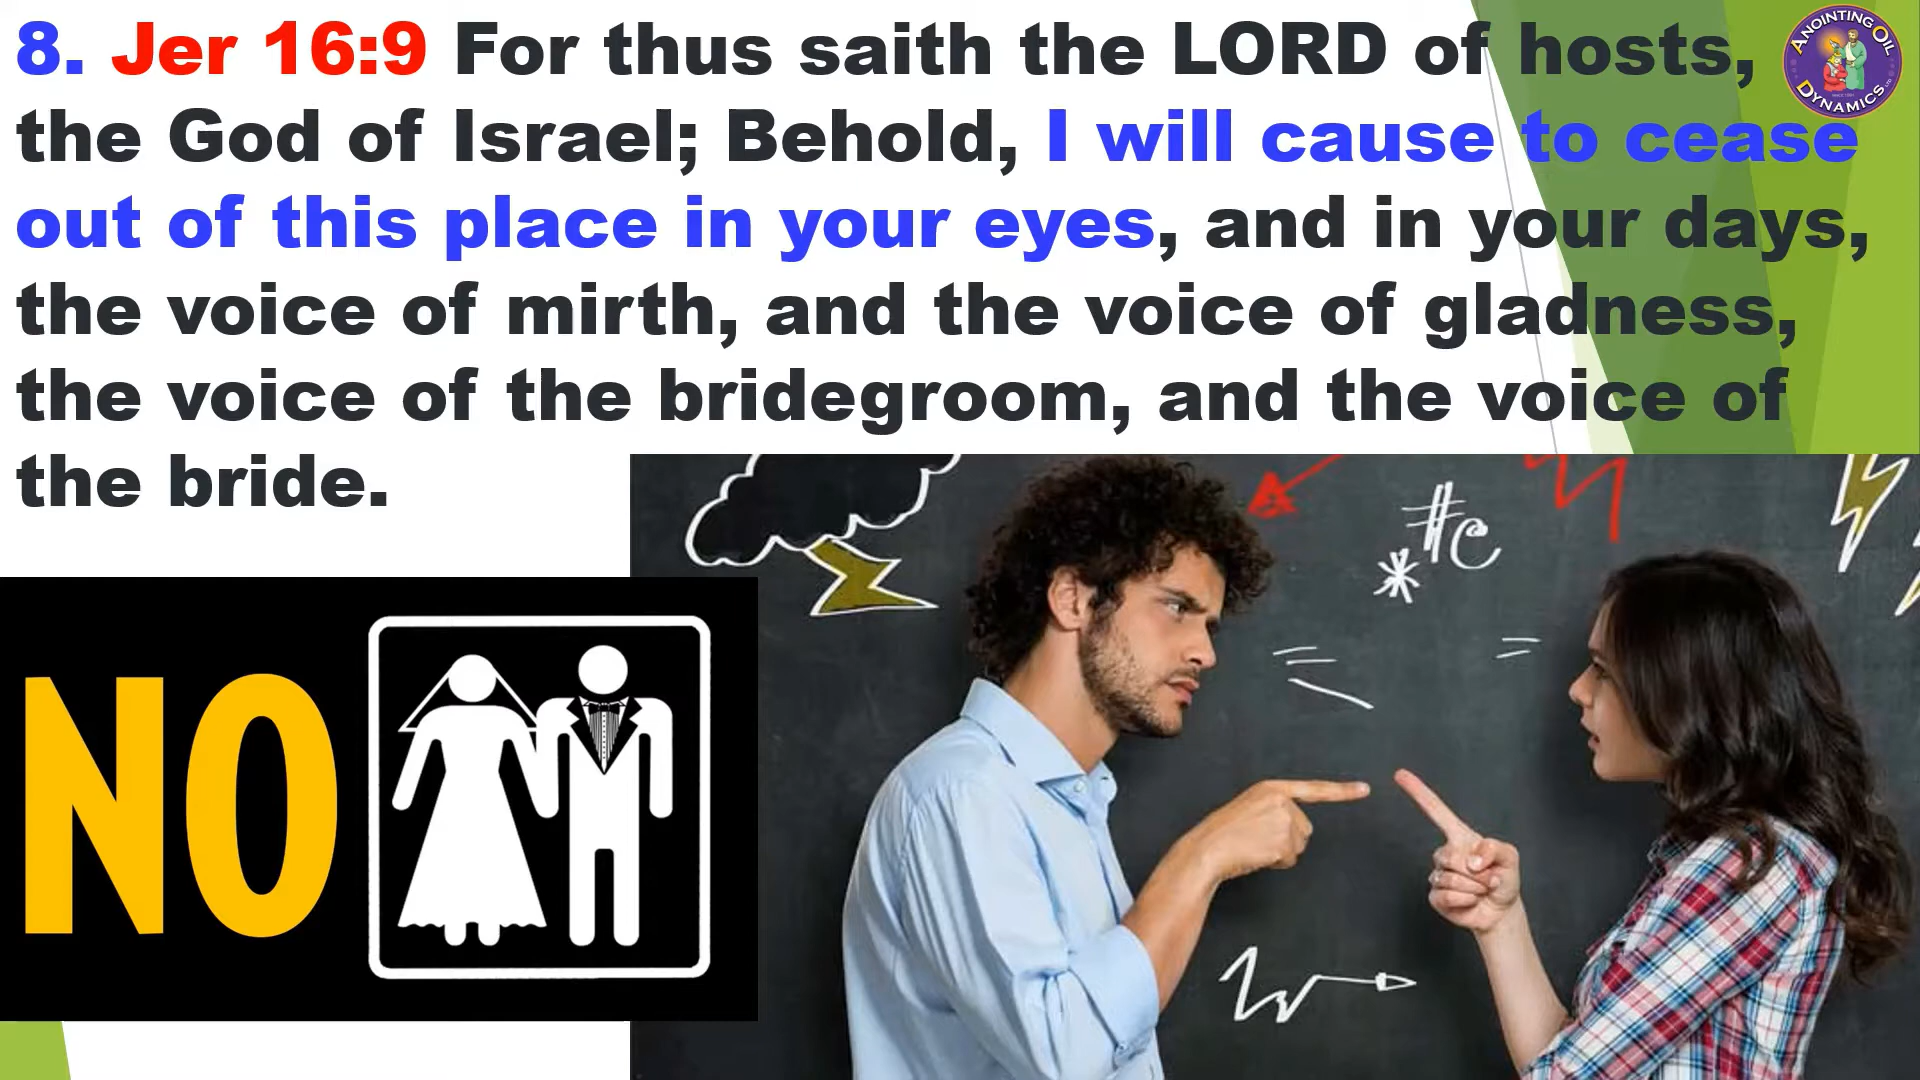 8. Jer 16:9 For thus saith the LORD of hosts,
the God of Israel; Behold, I will cause to cease
out of this place in your eyes, and in your days,
the voice of mirth, and the voice of gladness,
the voice of the bridegroom, and the voice of
the bride.
ANOINTING OIL
DYNAMICS
NO
#e
*